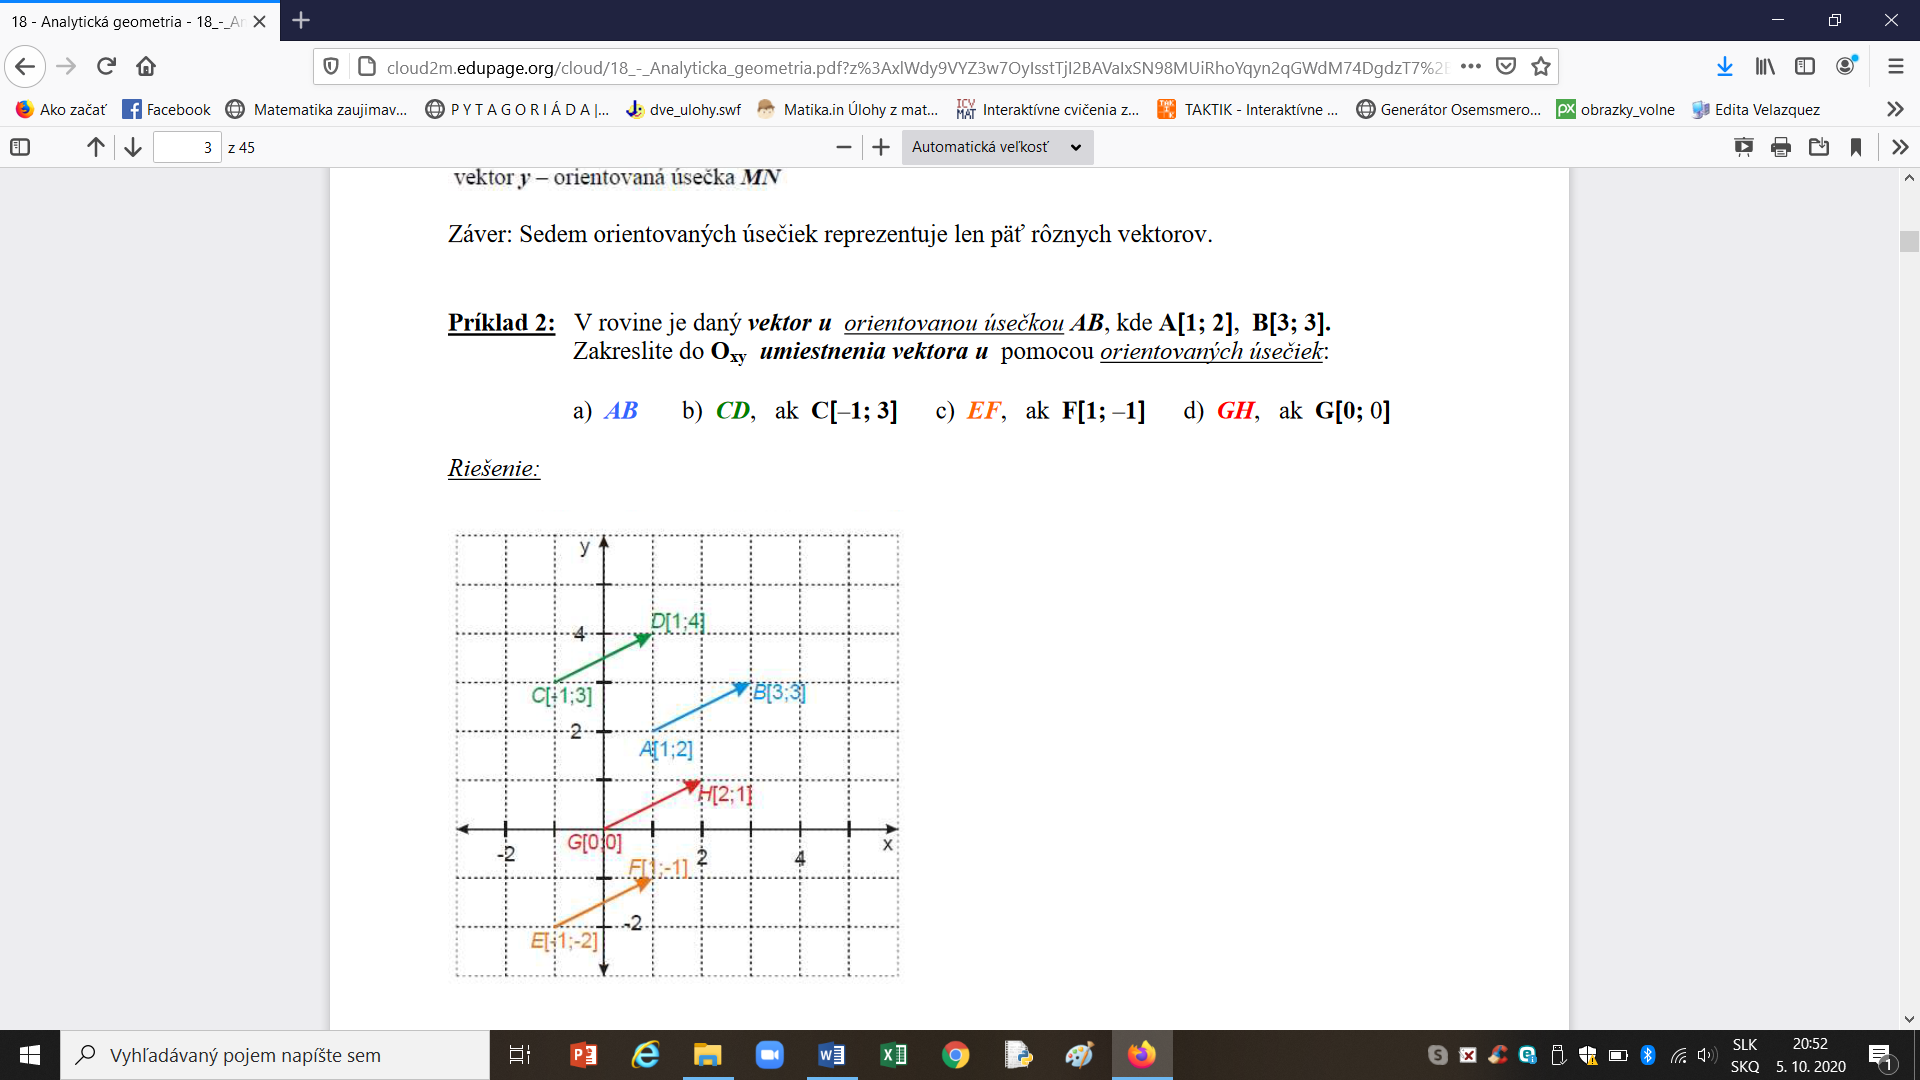 18 - Analytická geometria - 18_-_An
cloud2m.edupage.org/cloud/18_-_Analyticka_geometria.pdf?z%3AxlWdy9VYZ3w7OyIsstTjI2BAVaIxSN98MUiRhoYqyn2qGWdM74DgdzT7%2B
Ako začať Facebook Matematika zaujimav... P Y T A G O R I Á D A |... dve_ulohy.swf Matika.in Úlohy z mat... Interaktívne cvičenia z... TAKTIK - Interaktívne ... Generátor Osemsmero... obrazky_volne Edita Velazquez
3 z 45 Automatická veľkosť
vektor y – orientovaná úsečka MN
Záver: Sedem orientovaných úsečiek reprezentuje len päť rôznych vektorov.
Príklad 2: V rovine je daný vektor u orientovanou úsečkou AB, kde A[1; 2], B[3; 3].
Zakreslite do Oxy umiestnenia vektora u pomocou orientovaných úsečiek:
a) AB b) CD, ak C[–1; 3] c) EF, ak F[1; –1] d) GH, ak G[0; 0]
Riešenie:
y
D[1;4]
4
C[-1;3]
B[3;3]
2
A[1;2]
H[2;1]
G[0;0]
x
-2 2 4
F[1;-1]
-2
E[-1;-2]
Vyhľadávaný pojem napíšte sem
SLK 20:52
SKQ 5. 10. 2020
1